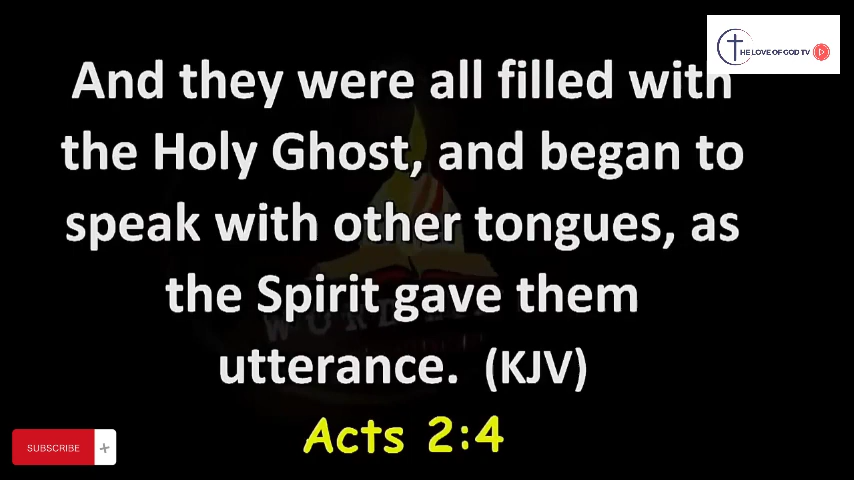 THE LOVE OF GOD TV
And they were all filled with
the Holy Ghost, and began to
speak with other tongues, as
the Spirit gave them
utterance. (KJV)
Acts 2:4
SUBSCRIBE +